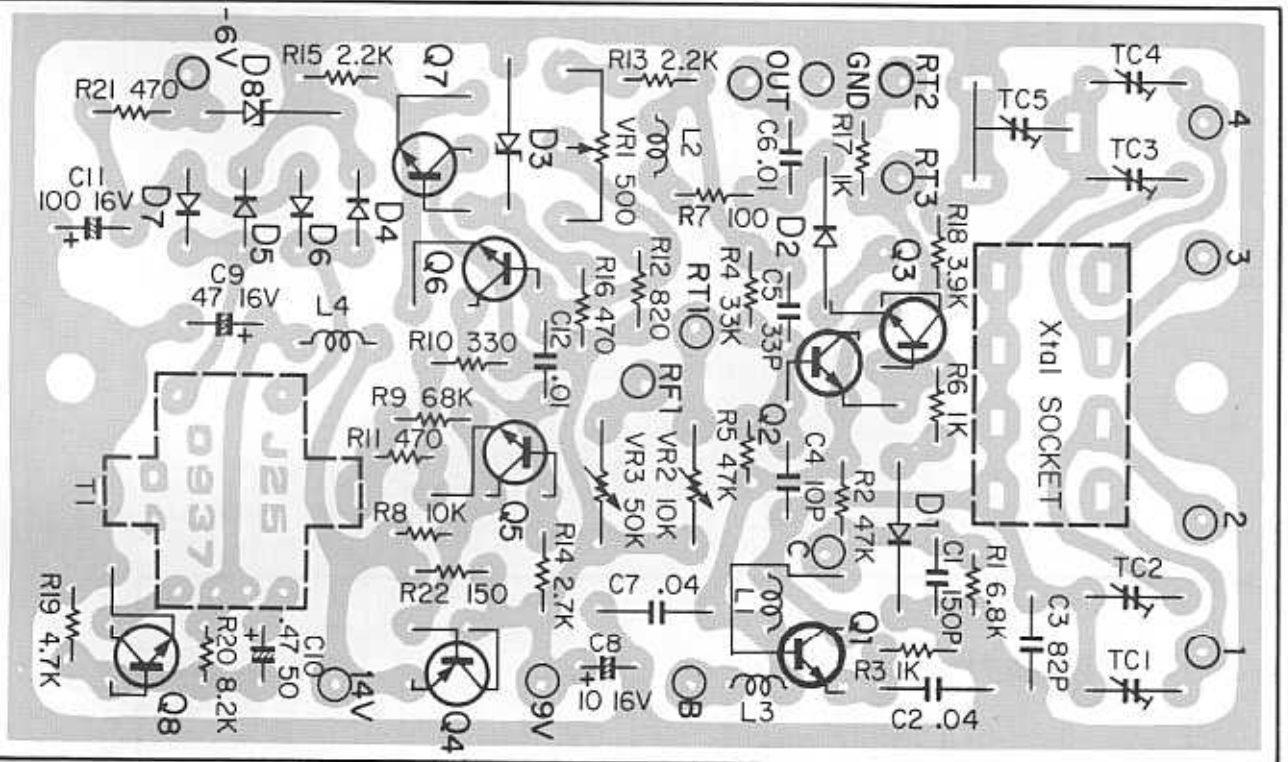 -6V
D8
R15 2.2K
Q7
R13 2.2K
OUT
GND
RT2
TC4
R21 470
D3
VR1 500
L2
C6 .01
R17 1K
TC5
4
TC3
C11
100 16V
+
D7
D5
D6
D4
R7 100
D2
RT3
R18 3.9K
Q3
3
C9
47 16V
+
L4
Q6
R16 470
R12 820
RT1
R4 33K
C5 33P
Xtal SOCKET
R10 330
C12 .01
RF1
R6 1K
R9 68K
R11 470
Q5
VR3 50K
VR2 10K
R5 47K
Q2
C4 10P
R2 47K
D1
T1
J25
0937
04
R8 10K
R14 2.7K
C
C1 150P
R1 6.8K
2
TC2
R22 150
C7 .04
L1
Q1
C3 82P
1
TC1
R19 4.7K
Q8
R20 8.2K
+
C10
.47 50
14V
Q4
9V
C8
+
10 16V
B
L3
R3 1K
C2 .04